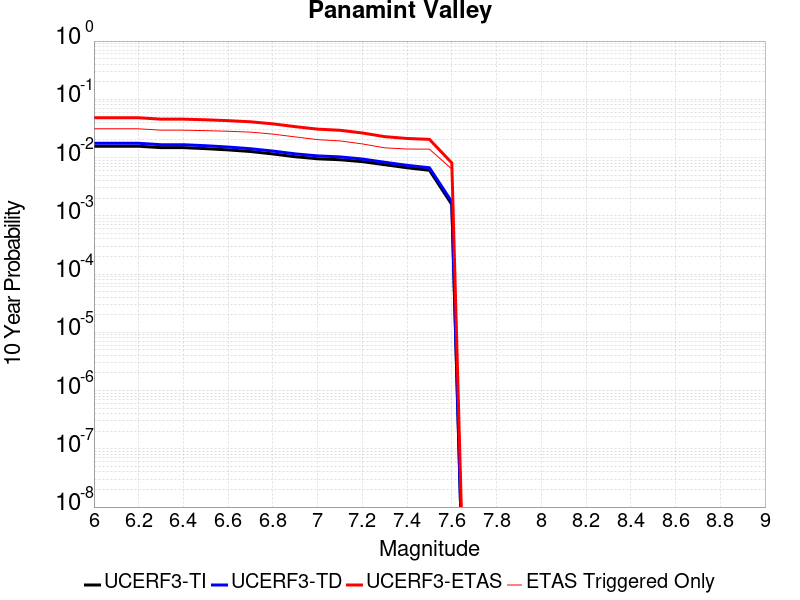 Panamint Valley
10 0
10 -1
10 -2
10 -3
10 -4
10 -5
10 -6
10 -7
10 -8
10 Year Probability
6 6.2 6.4 6.6 6.8 7 7.2 7.4 7.6 7.8 8 8.2 8.4 8.6 8.8 9
Magnitude
UCERF3-TI UCERF3-TD UCERF3-ETAS ETAS Triggered Only